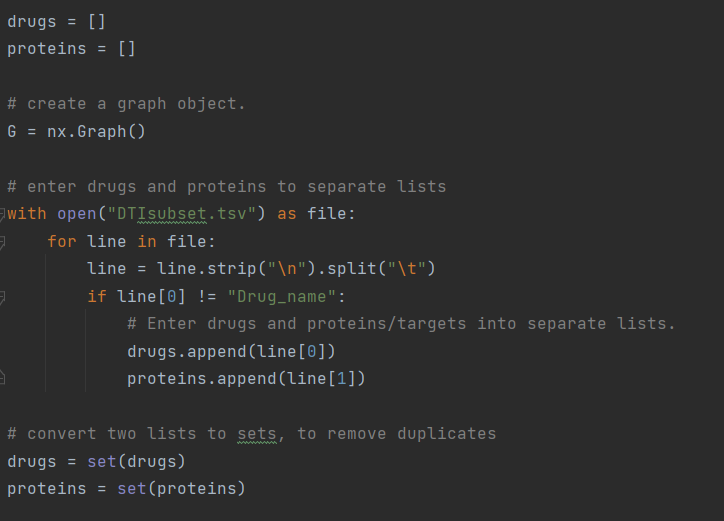 drugs = []
proteins = []
# create a graph object.
G = nx.Graph()
# enter drugs and proteins to separate lists
with open("DTIsubset.tsv") as file:
    for line in file:
        line = line.strip("\n").split("\t")
        if line[0] != "Drug_name":
            # Enter drugs and proteins/targets into separate lists.
            drugs.append(line[0])
            proteins.append(line[1])
# convert two lists to sets, to remove duplicates
drugs = set(drugs)
proteins = set(proteins)